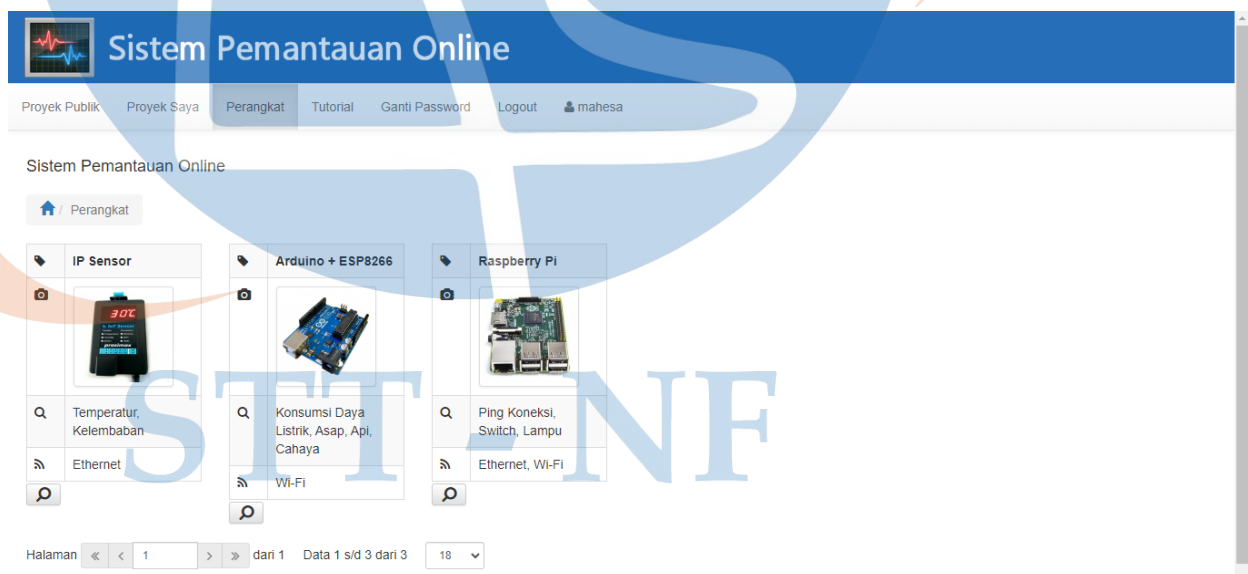 Sistem Pemantauan Online
Proyek Publik Proyek Saya Perangkat Tutorial Ganti Password Logout mahesa
Sistem Pemantauan Online
/ Perangkat
IP Sensor
30°C
proximax
Temperatur,
Kelembaban
Ethernet
Arduino + ESP8266
Konsumsi Daya
Listrik, Asap, Api,
Cahaya
Wi-Fi
Raspberry Pi
Ping Koneksi,
Switch, Lampu
Ethernet, Wi-Fi
STT - NF
Halaman « < 1 > » dari 1 Data 1 s/d 3 dari 3 18